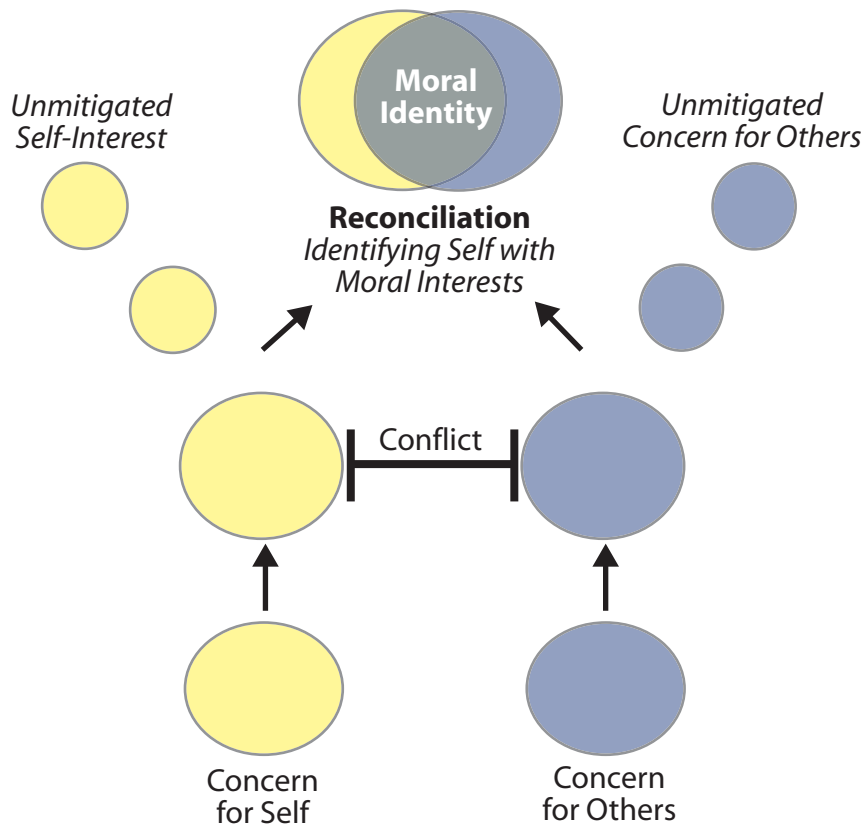 Moral
Identity
Unmitigated
Self-Interest
Unmitigated
Concern for Others
Reconciliation
Identifying Self with
Moral Interests
Conflict
Concern
for Self
Concern
for Others